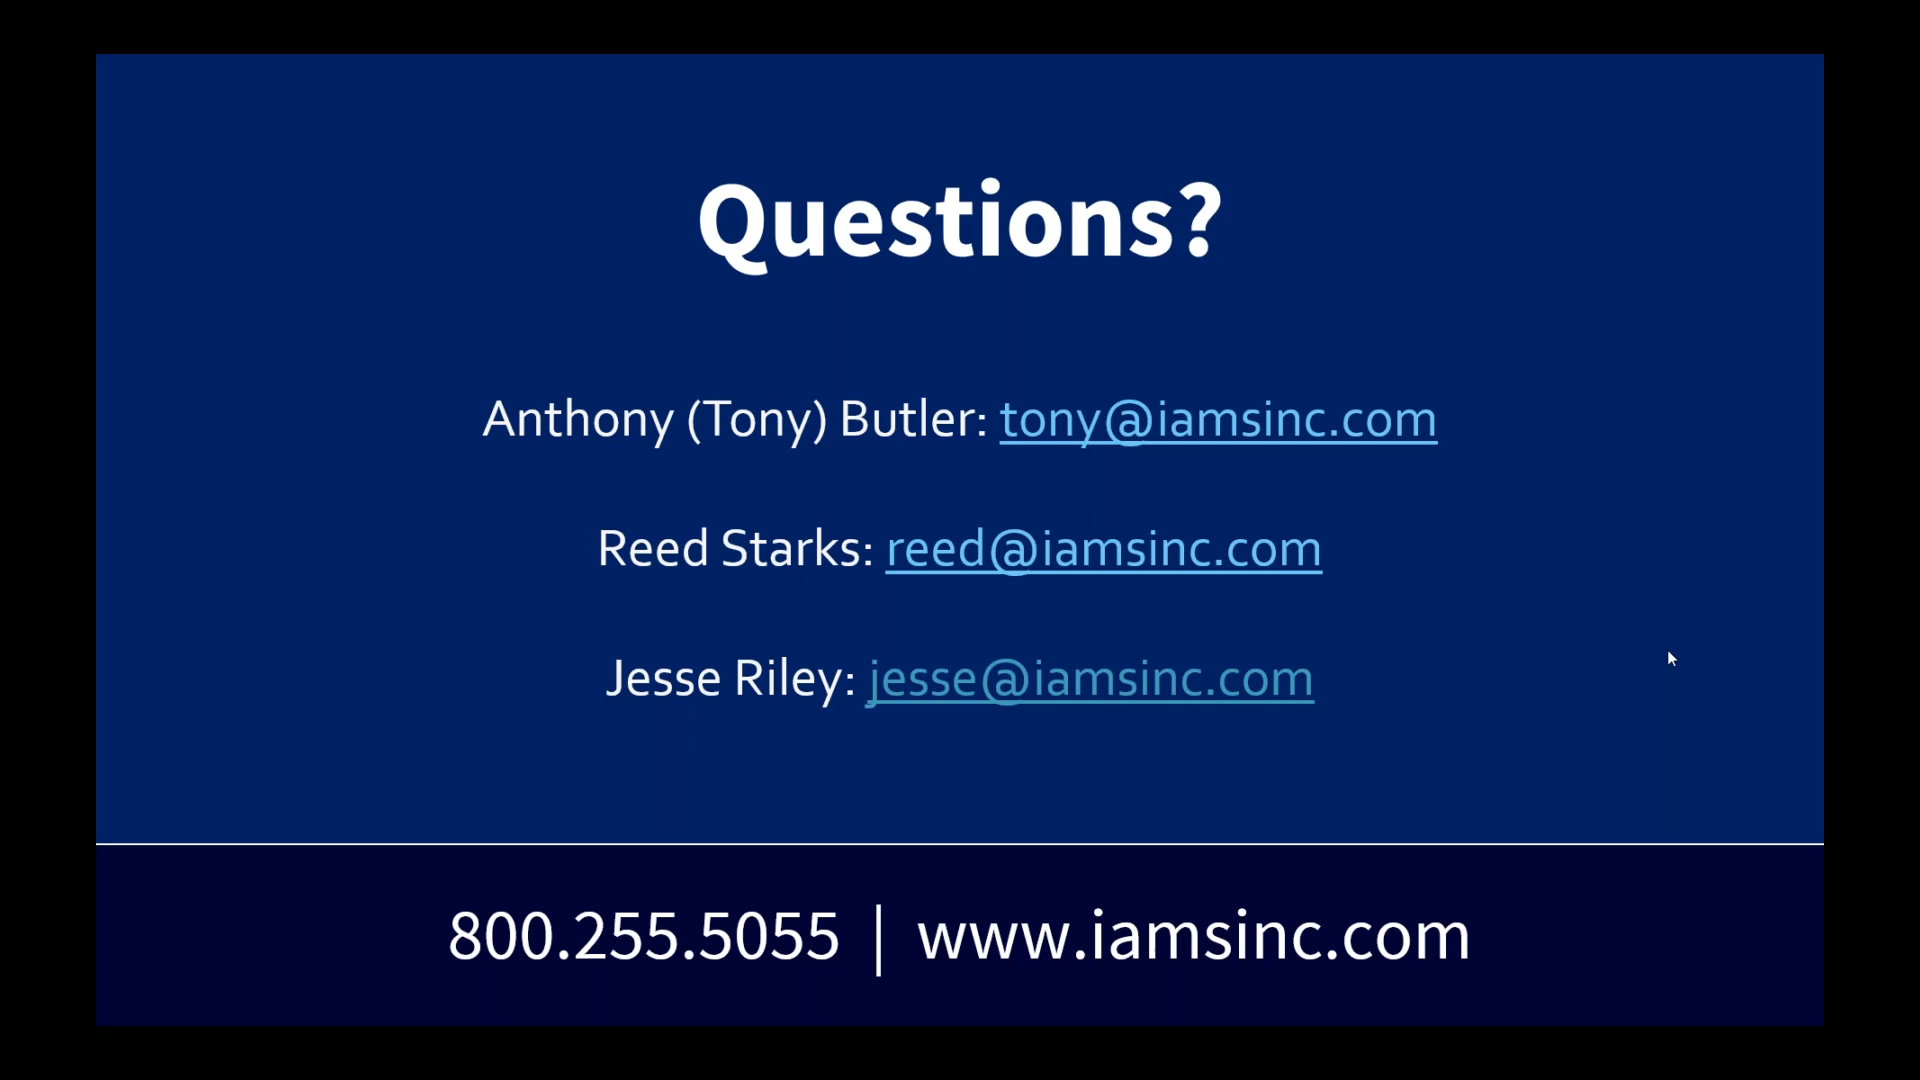 Questions?
Anthony (Tony) Butler: tony@iamsinc.com
Reed Starks: reed@iamsinc.com
Jesse Riley: jesse@iamsinc.com
800.255.5055 | www.iamsinc.com